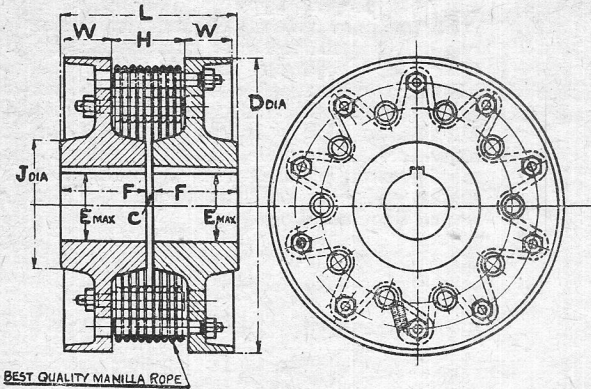 L
W H W
D DIA
J DIA
F F
E MAX C E MAX
BEST QUALITY MANILLA ROPE